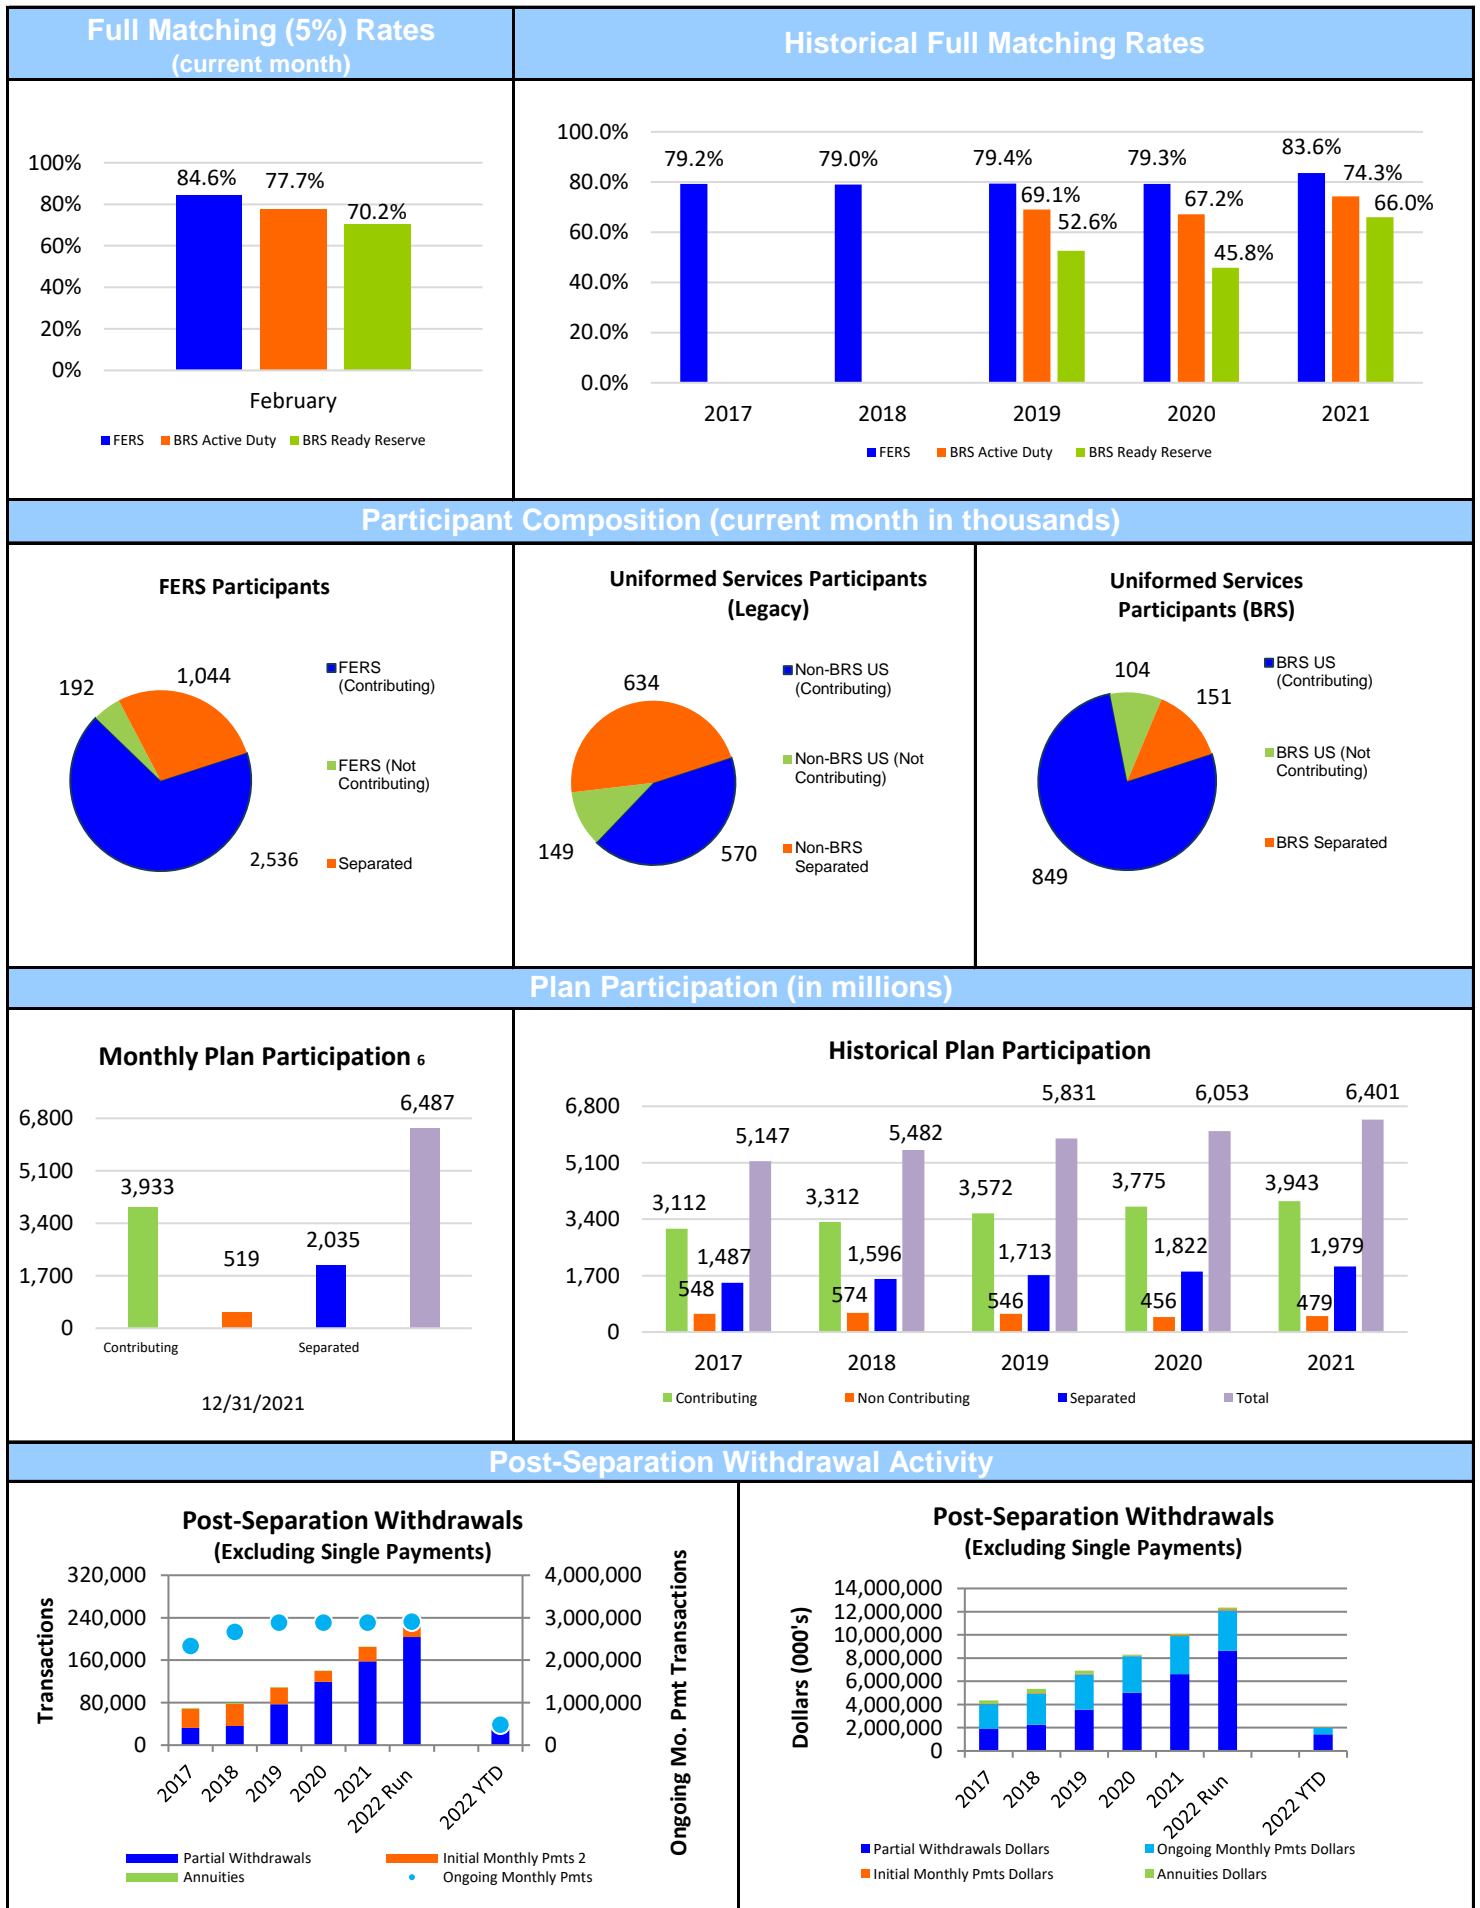 Full Matching (5%) Rates
(current month)
Historical Full Matching Rates
100%
80%
60%
40%
20%
0%
84.6%
77.7%
70.2%
February
FERS BRS Active Duty BRS Ready Reserve
100.0%
80.0%
60.0%
40.0%
20.0%
0.0%
79.2%
79.0%
79.4%
69.1%
52.6%
79.3%
67.2%
45.8%
83.6%
74.3%
66.0%
2017 2018 2019 2020 2021
FERS BRS Active Duty BRS Ready Reserve
Participant Composition (current month in thousands)
FERS Participants
192
1,044
2,536
FERS
(Contributing)
FERS (Not
Contributing)
Separated
Uniformed Services Participants
(Legacy)
634
149
570
Non-BRS US
(Contributing)
Non-BRS US (Not
Contributing)
Non-BRS
Separated
Uniformed Services
Participants (BRS)
104
151
849
BRS US
(Contributing)
BRS US (Not
Contributing)
BRS Separated
Plan Participation (in millions)
Monthly Plan Participation 6
6,800
5,100
3,400
1,700
0
3,933
519
2,035
6,487
Contributing Separated
12/31/2021
Historical Plan Participation
6,800
5,100
3,400
1,700
0
3,112
548
1,487
5,147
3,312
574
1,596
5,482
3,572
546
1,713
5,831
3,775
456
1,822
6,053
3,943
479
1,979
6,401
2017 2018 2019 2020 2021
Contributing Non Contributing Separated Total
Post-Separation Withdrawal Activity
Post-Separation Withdrawals
(Excluding Single Payments)
Transactions
320,000
240,000
160,000
80,000
0
4,000,000
3,000,000
2,000,000
1,000,000
0
Ongoing Mo. Pmt Transactions
2017 2018 2019 2020 2021 2022 Run 2022 YTD
Partial Withdrawals Initial Monthly Pmts 2
Annuities Ongoing Monthly Pmts
Post-Separation Withdrawals
(Excluding Single Payments)
Dollars (000's)
14,000,000
12,000,000
10,000,000
8,000,000
6,000,000
4,000,000
2,000,000
0
2017 2018 2019 2020 2021 2022 Run 2022 YTD
Partial Withdrawals Dollars Ongoing Monthly Pmts Dollars
Initial Monthly Pmts Dollars Annuities Dollars